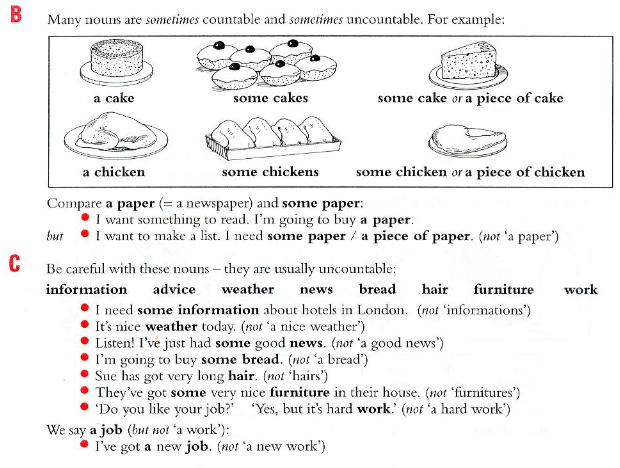 B Many nouns are sometimes countable and sometimes uncountable. For example:
a cake some cakes some cake or a piece of cake
a chicken some chickens some chicken or a piece of chicken
Compare a paper (= a newspaper) and some paper:
• I want something to read. I'm going to buy a paper.
but • I want to make a list. I need some paper / a piece of paper. (not 'a paper')
C Be careful with these nouns – they are usually uncountable:
information advice weather news bread hair furniture work
• I need some information about hotels in London. (not 'informations')
• It's nice weather today. (not 'a nice weather')
• Listen! I've just had some good news. (not 'a good news')
• I'm going to buy some bread. (not 'a bread')
• Sue has got very long hair. (not 'hairs')
• They've got some very nice furniture in their house. (not 'furnitures')
• 'Do you like your job?' 'Yes, but it's hard work.' (not 'a hard work')
We say a job (but not 'a work'):
• I've got a new job. (not 'a new work')